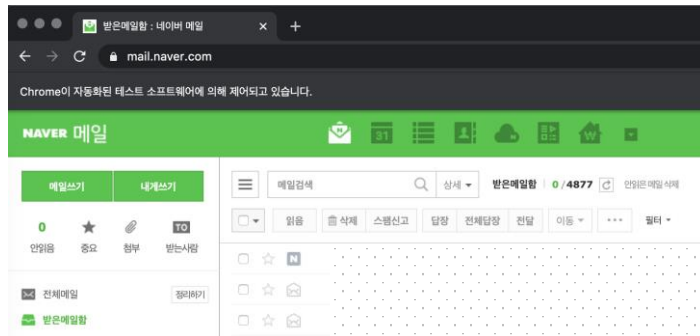 받은메일함 : 네이버 메일
mail.naver.com
Chrome이 자동화된 테스트 소프트웨어에 의해 제어되고 있습니다.
NAVER 메일
31
W
메일쓰기 내게쓰기
메일검색 상세 받은메일함 0 / 4877 안읽은 메일 삭제
읽음 삭제 스팸신고 답장 전체답장 전달 이동 ··· 필터
0 TO
안읽음 중요 첨부 받는사람
N
전체메일 정리하기
받은메일함